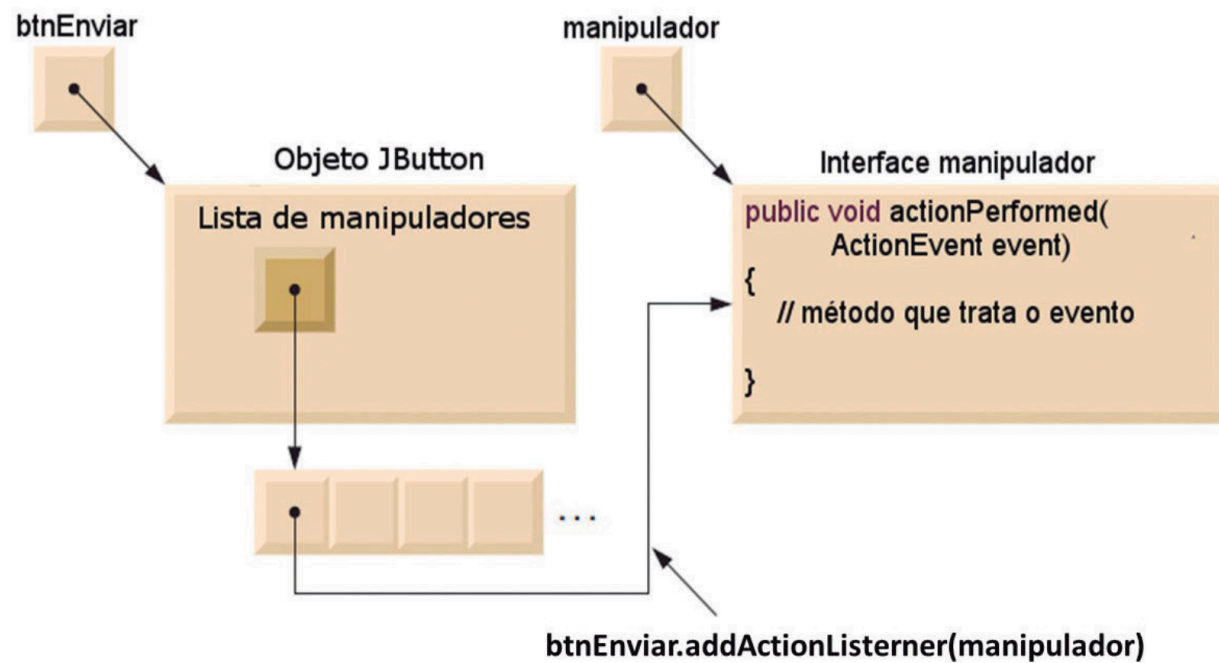 btnEnviar
manipulador
Objeto JButton
Interface manipulador
Lista de manipuladores
public void actionPerformed(
ActionEvent event)
{
// método que trata o evento
}
...
btnEnviar.addActionListerner(manipulador)